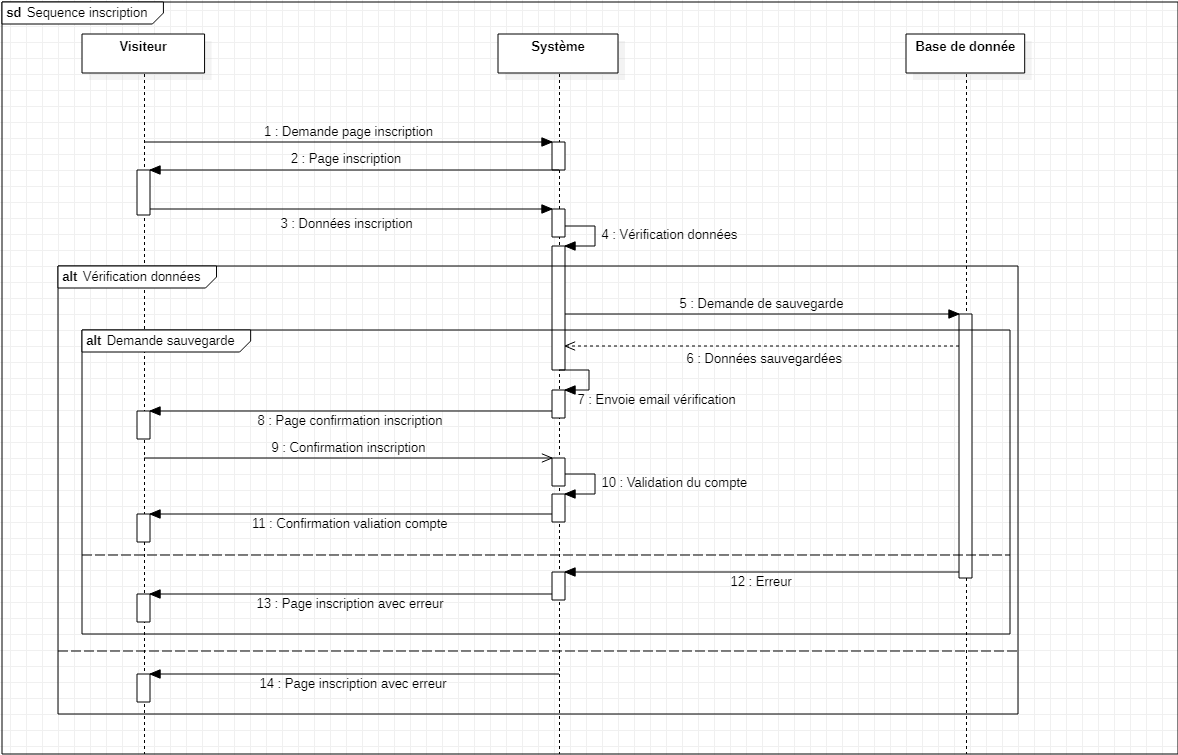 sd Sequence inscription
Visiteur
Système
Base de donnée
1 : Demande page inscription
2 : Page inscription
3 : Données inscription
4 : Vérification données
alt Vérification données
5 : Demande de sauvegarde
alt Demande sauvegarde
6 : Données sauvegardées
7 : Envoie email vérification
8 : Page confirmation inscription
9 : Confirmation inscription
10 : Validation du compte
11 : Confirmation valiation compte
12 : Erreur
13 : Page inscription avec erreur
14 : Page inscription avec erreur